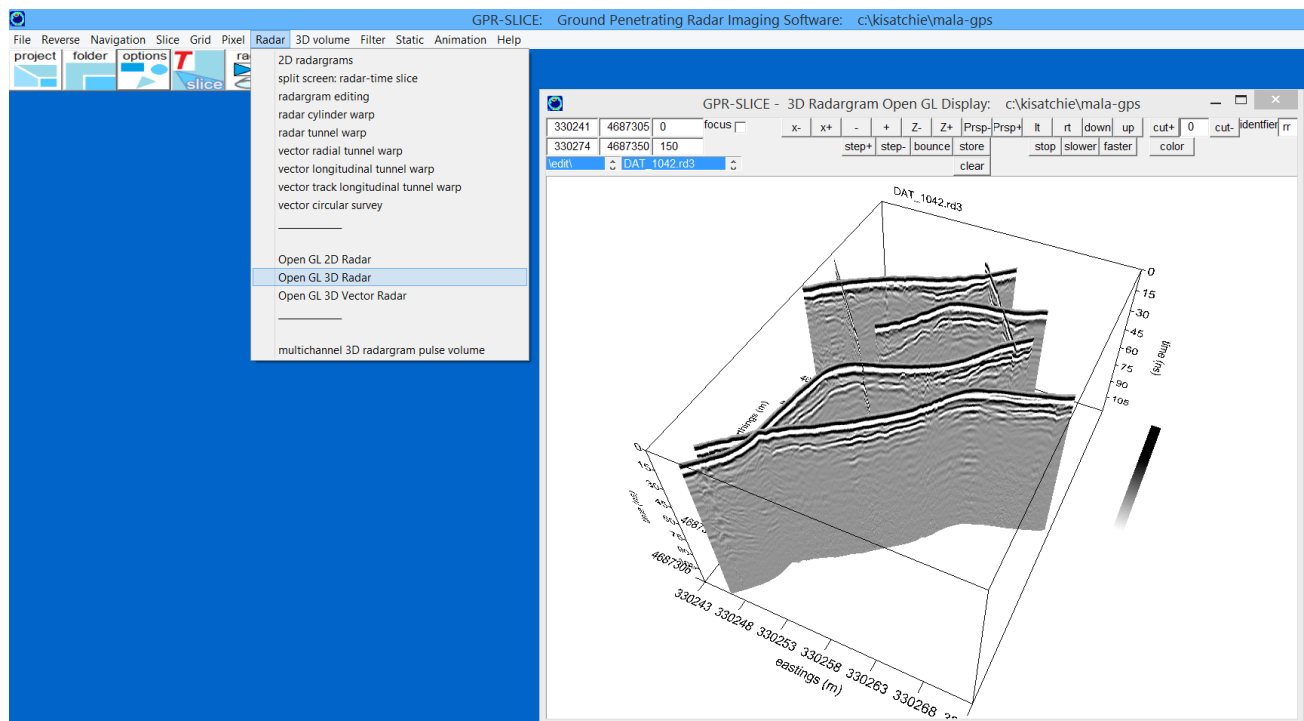 GPR-SLICE: Ground Penetrating Radar Imaging Software: c:\kisatchie\mala-gps
File Reverse Navigation Slice Grid Pixel Radar 3D volume Filter Static Animation Help
project folder options T slice ra
2D radargrams
split screen: radar-time slice
radargram editing
radar cylinder warp
radar tunnel warp
vector radial tunnel warp
vector longitudinal tunnel warp
vector track longitudinal tunnel warp
vector circular survey
Open GL 2D Radar
Open GL 3D Radar
Open GL 3D Vector Radar
multichannel 3D radargram pulse volume
GPR-SLICE - 3D Radargram Open GL Display: c:\kisatchie\mala-gps
330241 4687305 0 focus x- x+ - + Z- Z+ Prsp- Prsp+ lt rt down up cut+ 0 cut- identfier rr
330274 4687350 150 step+ step- bounce store stop slower faster color
\edit\ DAT_1042.rd3 clear
DAT_1042.rd3
0
15
30
45
60
75
90
105
time (ns)
0
15
30
45
60
75
4687306
330243 330248 330253 330258 330263 330268
eastings (m)